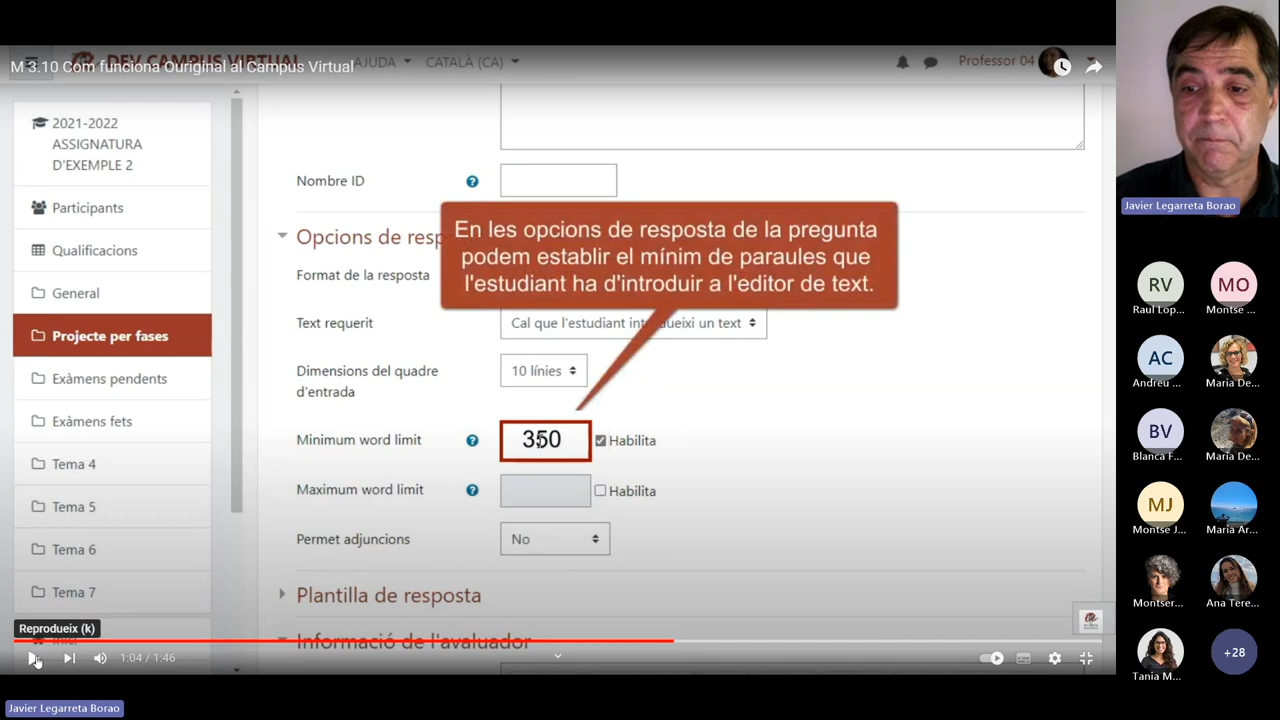 DEV CAMPUS VIRTUAL AJUDA CATALÀ (CA) Professor 04
M 3.10 Com funciona Ouriginal al Campus Virtual
2021-2022
ASSIGNATURA
D'EXEMPLE 2
Participants
Qualificacions
General
Projecte per fases
Exàmens pendents
Exàmens fets
Tema 4
Tema 5
Tema 6
Tema 7
Nombre ID
Opcions de resp
En les opcions de resposta de la pregunta
podem establir el mínim de paraules que
l'estudiant ha d'introduir a l'editor de text.
Format de la resposta
Text requerit
Cal que l'estudiant introdueixi un text
Dimensions del quadre
d'entrada
10 línies
Minimum word limit
350
Habilita
Maximum word limit
Habilita
Permet adjuncions
No
Plantilla de resposta
Informació de l'avaluador
Reprodueix (k)
1:04 / 1:46
Javier Legarreta Borao
Javier Legarreta Borao
RV
Raul Lop...
MO
Montse ...
AC
Andreu ...
Maria De...
BV
Blanca F...
Maria De...
MJ
Montse J...
Maria Ar...
Montser...
Ana Tere...
Tania M...
+28